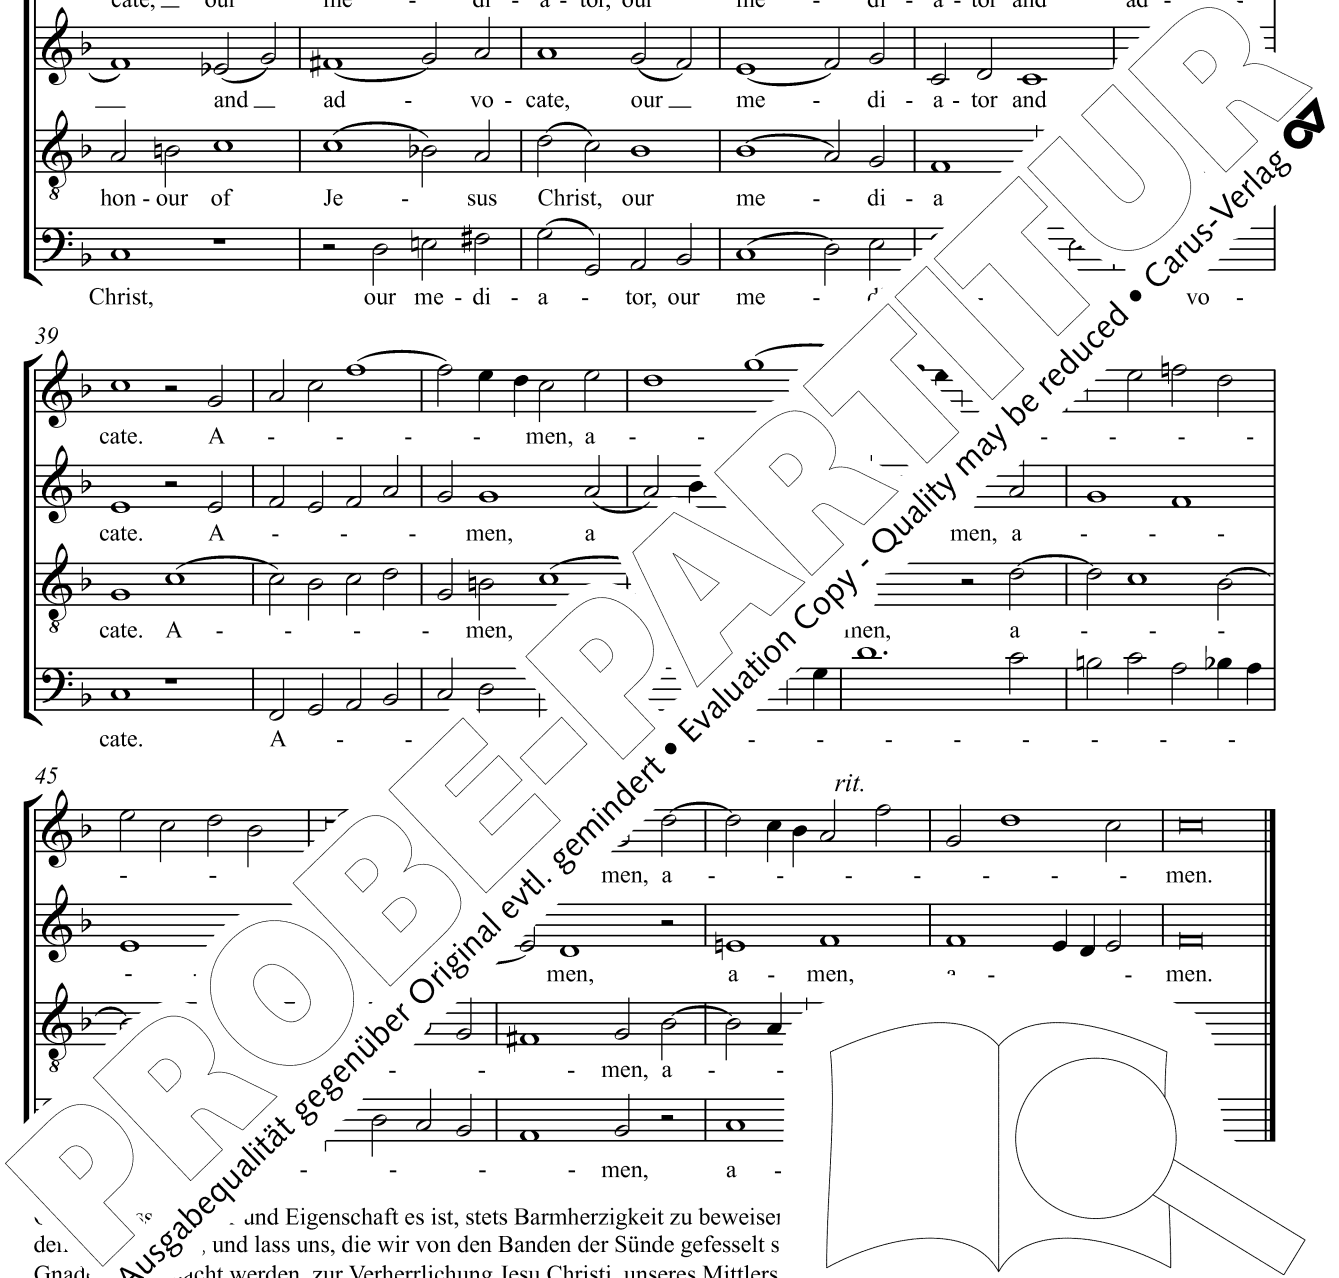 cate, our me - di - a - tor, our me - di - a - tor and ad -
and ad - vo - cate, our me - di - a - tor and
8
hon - our of Je - sus Christ, our me - di - a
Christ, our me - di - a - tor, our me - vo -
39
cate. A - - - - men, a - - - - - -
cate. A - - - men, a men, a - - -
8
cate. A - - - - men, men, a - - -
cate. A - - - - - - - - - - -
45
rit.
- - men, a - - - - - - - men.
- men, a - men, - - men.
8
- - - men, a - -
- - - - men, a -
PROBE-PARTITUR
Ausgabequalität gegenüber Original evtl. gemindert • Evaluation Copy - Quality may be reduced • Carus-Verlag
und Eigenschaft es ist, stets Barmherzigkeit zu
und lass uns, die wir von den Banden der Sünde gefesselt
werden, zur Verherrlichung Jesu Christi, unseres Mittlers